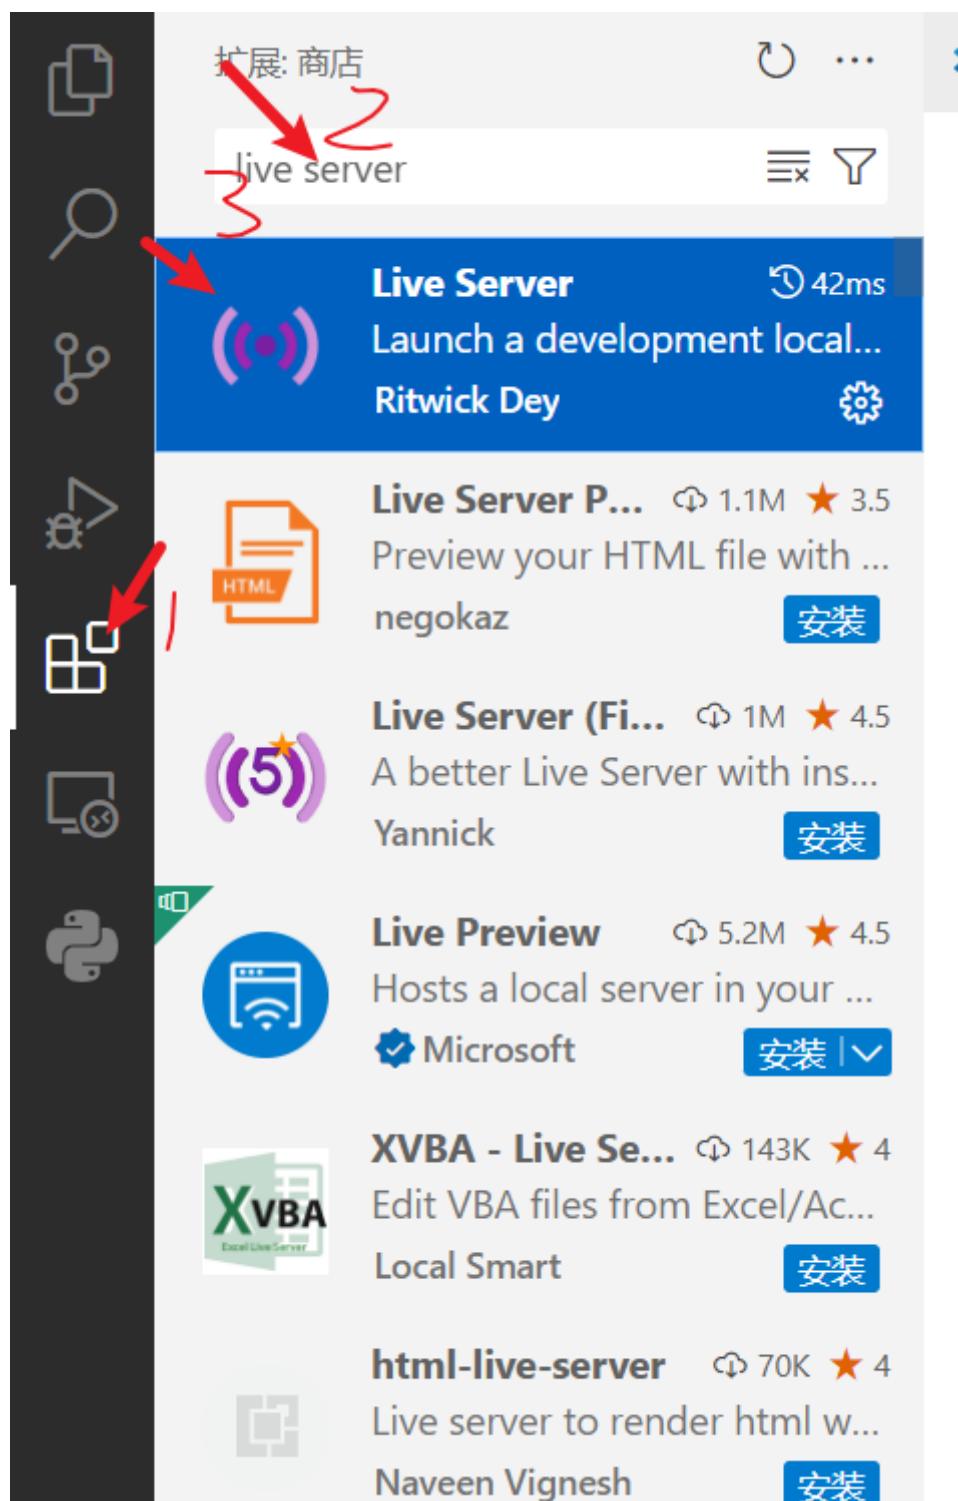 扩展: 商店
2
live server
3
Live Server 42ms
Launch a development local...
Ritwick Dey
Live Server P... 1.1M 3.5
Preview your HTML file with ...
HTML
negokaz 安装
1
Live Server (Fi... 1M 4.5
5
A better Live Server with ins...
Yannick 安装
Live Preview 5.2M 4.5
Hosts a local server in your ...
Microsoft 安装
XVBA - Live Se... 143K 4
XVBA
Edit VBA files from Excel/Ac...
Excel Live Server
Local Smart 安装
html-live-server 70K 4
Live server to render html w...
Naveen Vignesh 安装